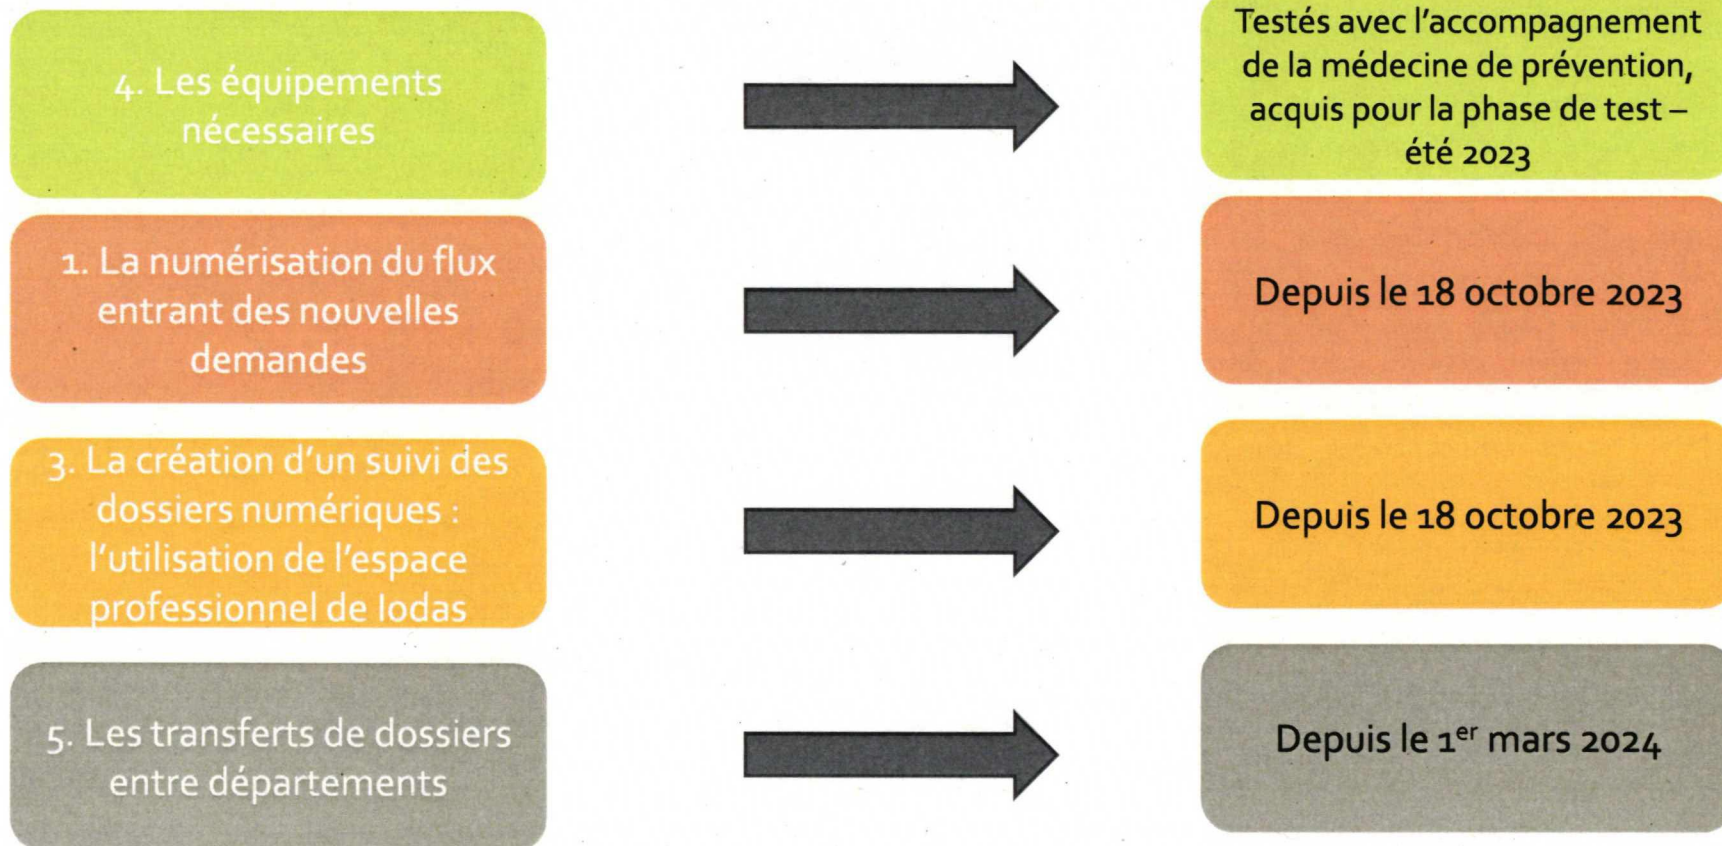 4. Les équipements
nécessaires
Testés avec l'accompagnement
de la médecine de prévention,
acquis pour la phase de test –
été 2023
1. La numérisation du flux
entrant des nouvelles
demandes
Depuis le 18 octobre 2023
3. La création d'un suivi des
dossiers numériques :
l'utilisation de l'espace
professionnel de Iodas
Depuis le 18 octobre 2023
5. Les transferts de dossiers
entre départements
Depuis le 1er mars 2024